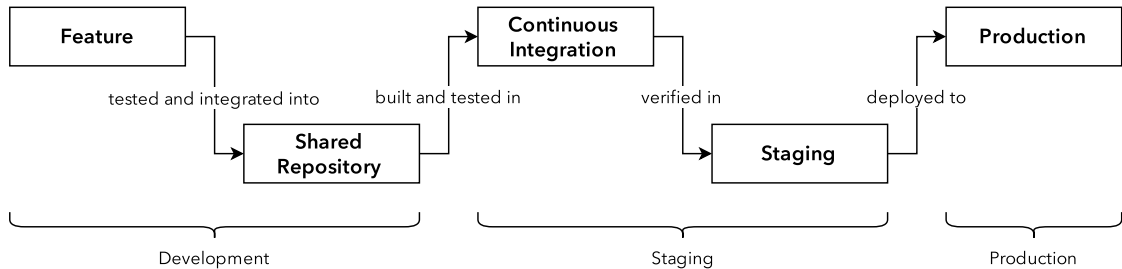 Feature
Continuous
Integration
Production
tested and integrated into
built and tested in
verified in
deployed to
Shared
Repository
Staging
Development
Staging
Production